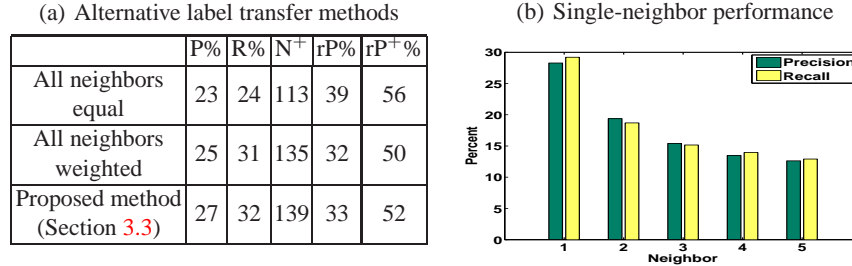 (a) Alternative label transfer methods
P% R% N+ rP% rP+%
All neighbors equal 23 24 113 39 56
All neighbors weighted 25 31 135 32 50
Proposed method (Section 3.3) 27 32 139 33 52
(b) Single-neighbor performance
Precision
Recall
Percent
30
25
20
15
10
5
0
1 2 3 4 5
Neighbor